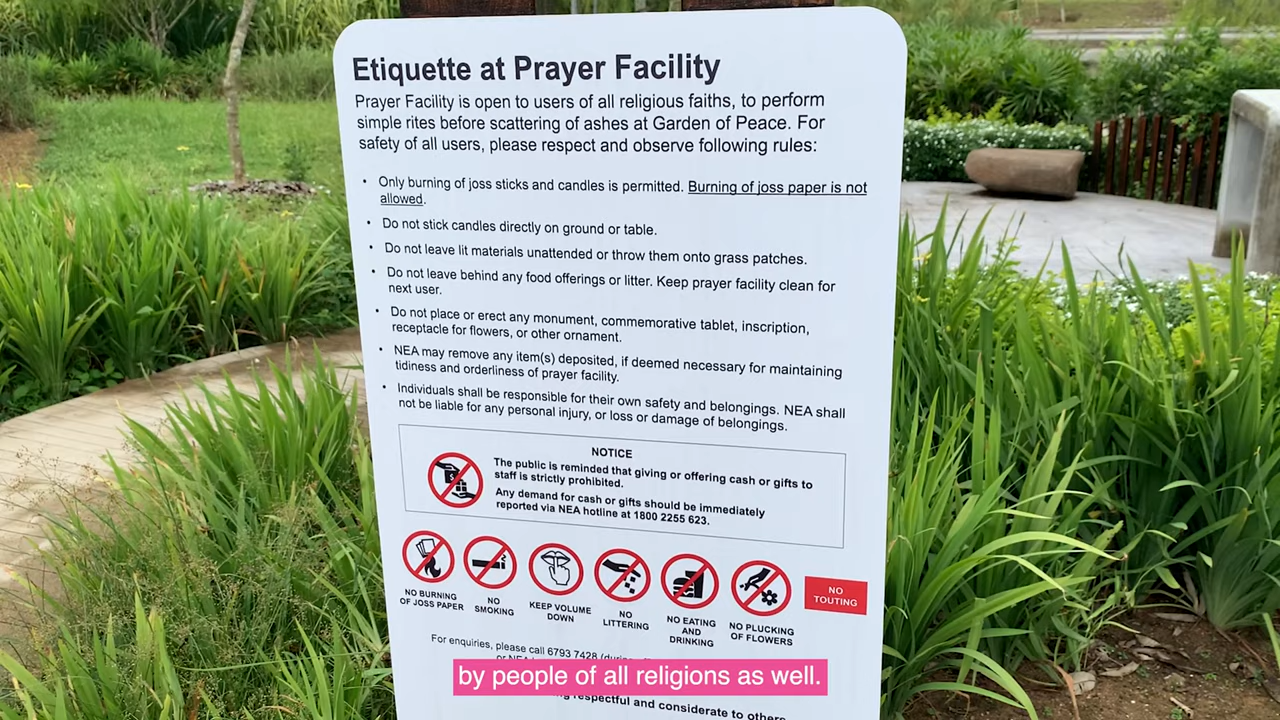 Etiquette at Prayer Facility
Prayer Facility is open to users of all religious faiths, to perform
simple rites before scattering of ashes at Garden of Peace. For
safety of all users, please respect and observe following rules:
• Only burning of joss sticks and candles is permitted. Burning of joss paper is not
allowed.
• Do not stick candles directly on ground or table.
• Do not leave lit materials unattended or throw them onto grass patches.
• Do not leave behind any food offerings or litter. Keep prayer facility clean for
next user.
• Do not place or erect any monument, commemorative tablet, inscription,
receptacle for flowers, or other ornament.
• NEA may remove any item(s) deposited, if deemed necessary for maintaining
tidiness and orderliness of prayer facility.
• Individuals shall be responsible for their own safety and belongings. NEA shall
not be liable for any personal injury, or loss or damage of belongings.
NOTICE
The public is reminded that giving or offering cash or gifts to
staff is strictly prohibited.
Any demand for cash or gifts should be immediately
reported via NEA hotline at 1800 2255 623.
NO BURNING
OF JOSS PAPER
NO
SMOKING
KEEP VOLUME
DOWN
NO
LITTERING
NO EATING
AND
DRINKING
NO PLUCKING
OF FLOWERS
NO
TOUTING
For enquiries, please call 6793 7428
by people of all religions as well.
respectful and considerate to others